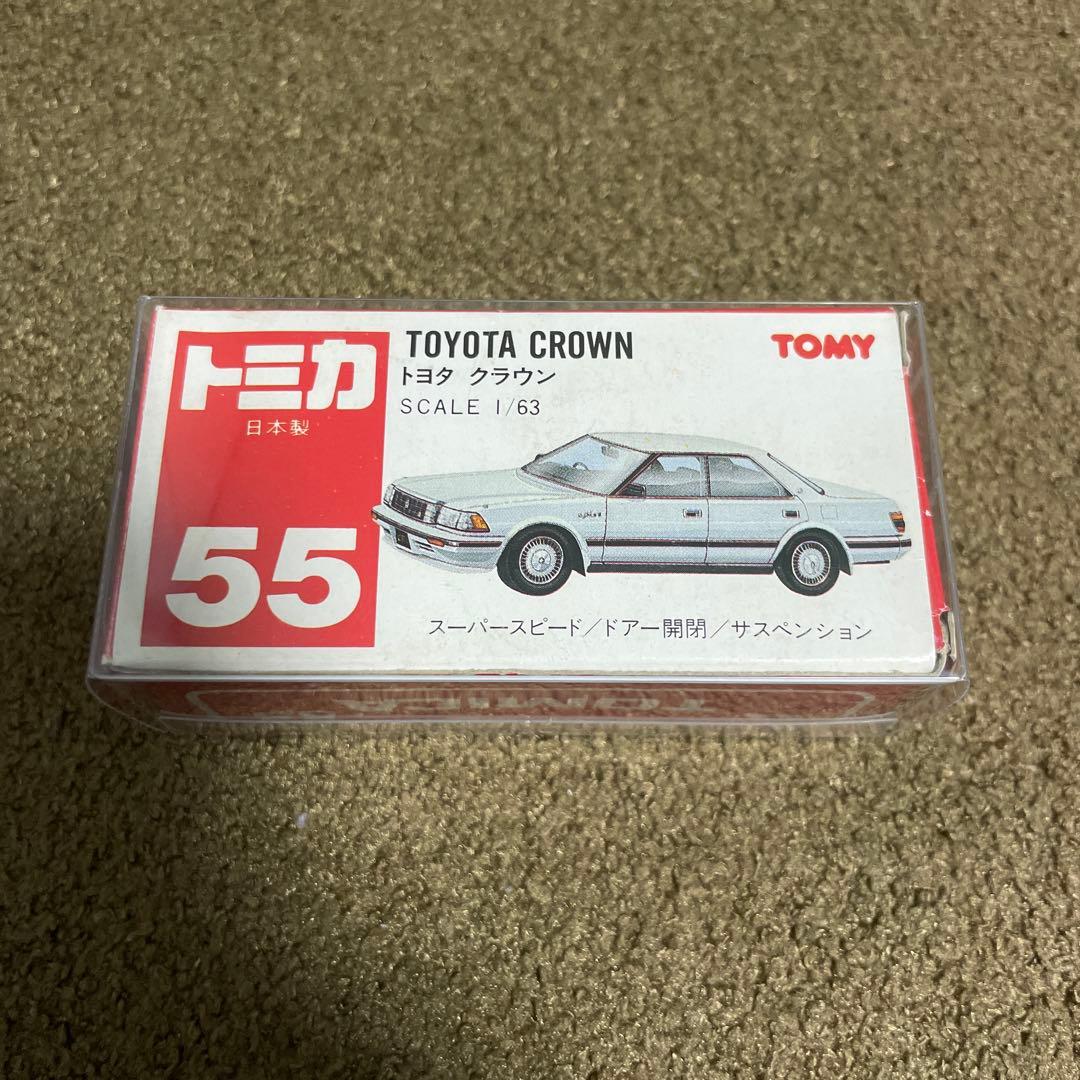 トミカ
日本製
55
TOYOTA CROWN
トヨタ クラウン
SCALE 1/63
TOMY
スーパースピード/ドアー開閉/サスペンション
TOMICA